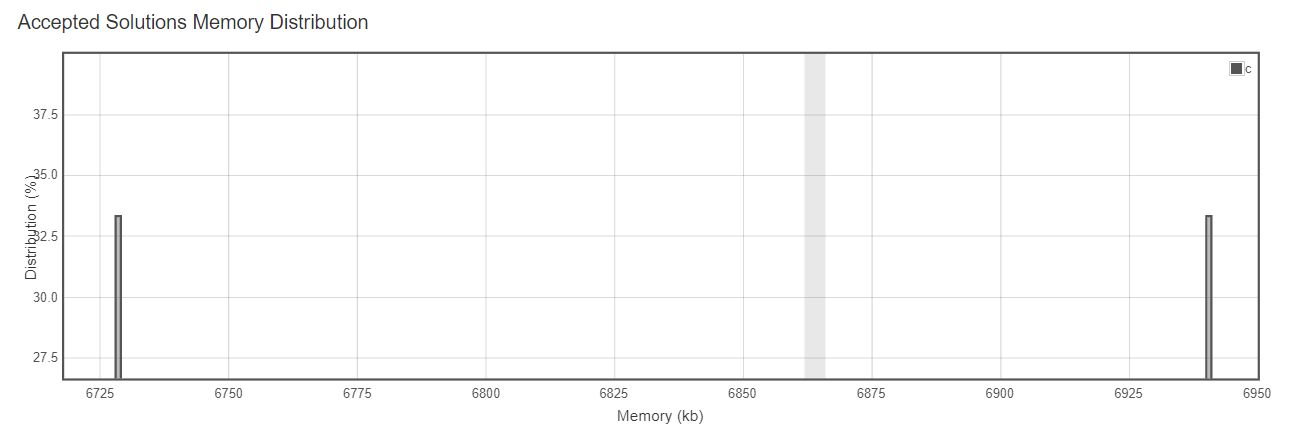 Accepted Solutions Memory Distribution
c
37.5
35.0
32.5
30.0
27.5
Distribution (%)
6725 6750 6775 6800 6825 6850 6875 6900 6925 6950
Memory (kb)